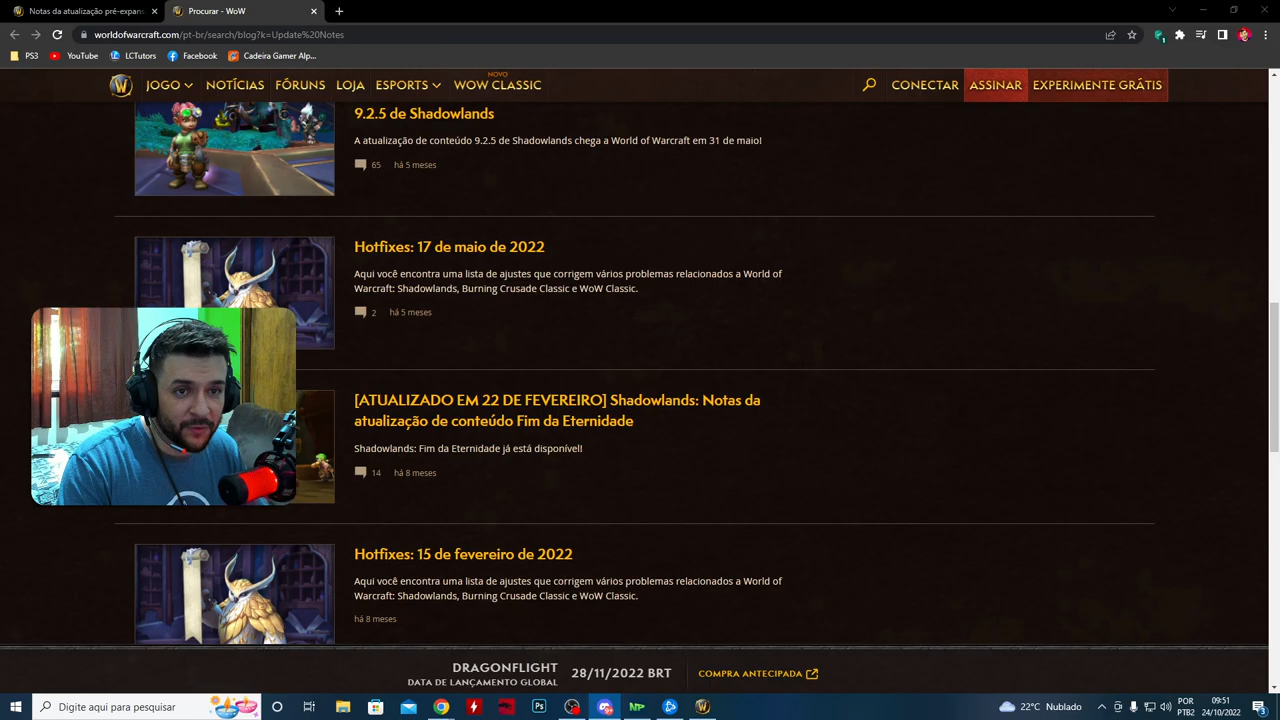 Notas da atualização pré-expans
Procurar - WoW
worldofwarcraft.com/pt-br/search/blog?k=Update%20Notes
PS3
YouTube
LCTutors
Facebook
Cadeira Gamer Alp...
JOGO
NOTÍCIAS
FÓRUNS
LOJA
ESPORTS
NOVO
WOW CLASSIC
CONECTAR
ASSINAR
EXPERIMENTE GRÁTIS
9.2.5 de Shadowlands
A atualização de conteúdo 9.2.5 de Shadowlands chega a World of Warcraft em 31 de maio!
65 há 5 meses
Hotfixes: 17 de maio de 2022
Aqui você encontra uma lista de ajustes que corrigem vários problemas relacionados a World of
Warcraft: Shadowlands, Burning Crusade Classic e WoW Classic.
2 há 5 meses
[ATUALIZADO EM 22 DE FEVEREIRO] Shadowlands: Notas da
atualização de conteúdo Fim da Eternidade
Shadowlands: Fim da Eternidade já está disponível!
14 há 8 meses
Hotfixes: 15 de fevereiro de 2022
Aqui você encontra uma lista de ajustes que corrigem vários problemas relacionados a World of
Warcraft: Shadowlands, Burning Crusade Classic e WoW Classic.
há 8 meses
DRAGONFLIGHT
DATA DE LANÇAMENTO GLOBAL
28/11/2022 BRT
COMPRA ANTECIPADA
Digite aqui para pesquisar
22°C Nublado
POR
PTB2
09:51
24/10/2022
3